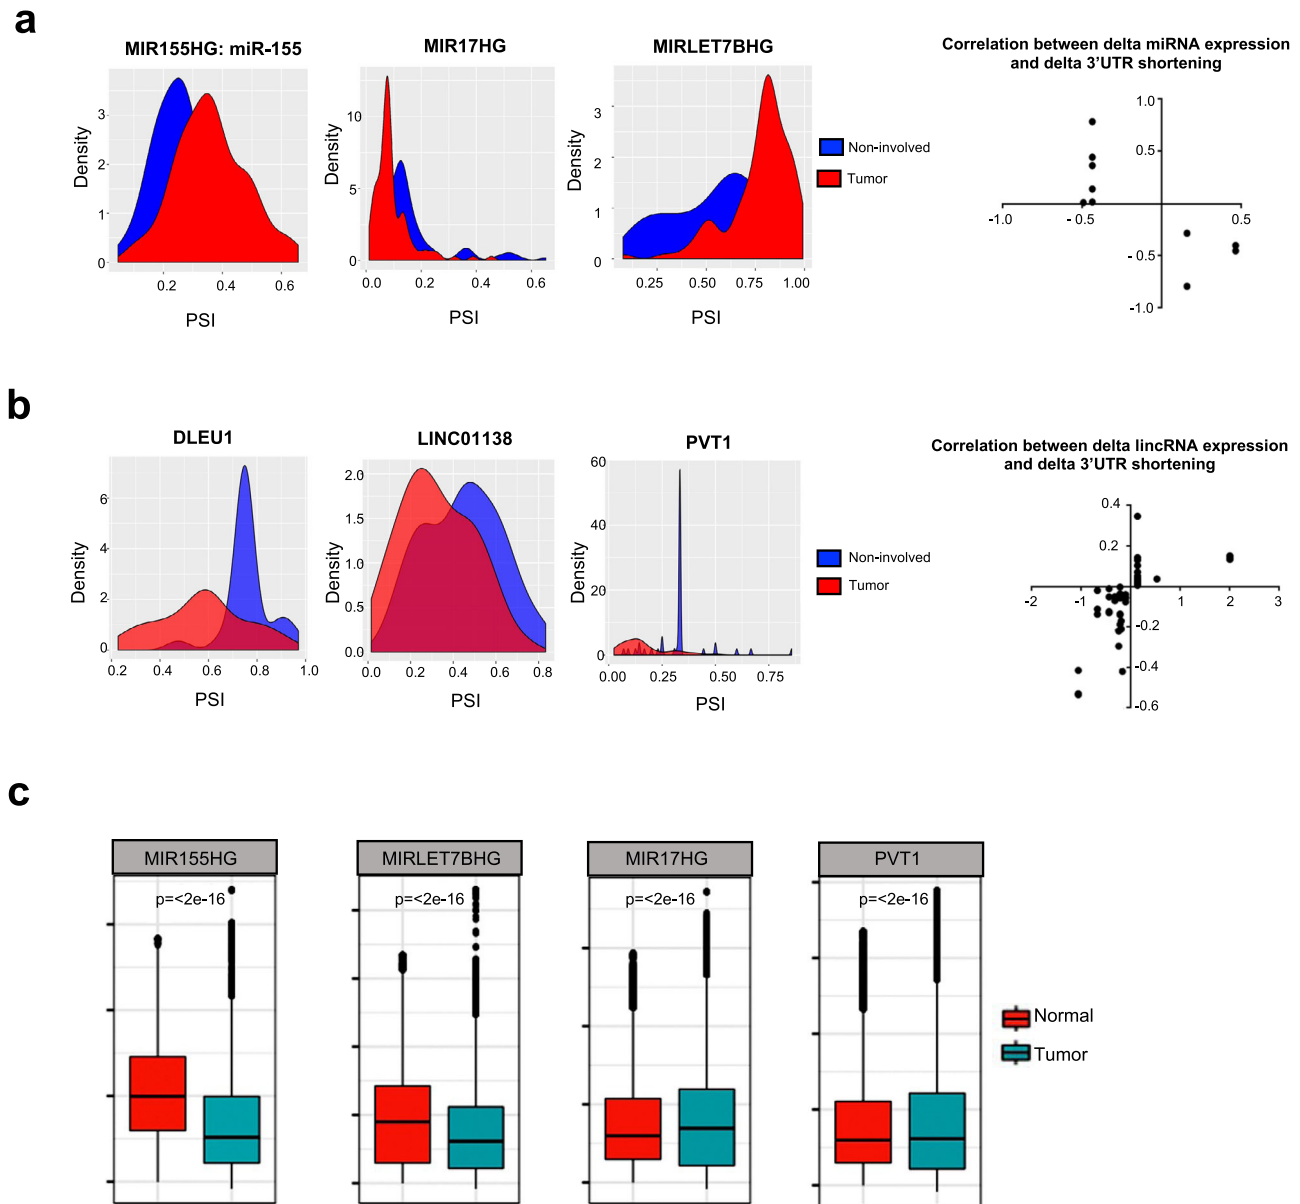 a
MIR155HG: miR-155
MIR17HG
MIRLET7BHG
Correlation between delta miRNA expression
and delta 3'UTR shortening
Density
3
2
1
0
0.2
0.4
0.6
PSI
Density
10
5
0
0.0
0.2
0.4
0.6
PSI
Density
3
2
1
0
0.25
0.50
0.75
1.00
PSI
Non-involved
Tumor
1.0
0.5
-1.0
-0.5
0.5
-0.5
-1.0
b
DLEU1
LINC01138
PVT1
Correlation between delta lincRNA expression
and delta 3'UTR shortening
Density
6
4
2
0
0.2
0.4
0.6
0.8
1.0
PSI
Density
2.0
1.5
1.0
0.5
0.0
0.0
0.2
0.4
0.6
0.8
PSI
Density
60
40
20
0
0.00
0.25
0.50
0.75
PSI
Non-involved
Tumor
0.4
0.2
-2
-1
1
2
3
-0.2
-0.4
-0.6
c
MIR155HG
MIRLET7BHG
MIR17HG
PVT1
p=<2e-16
p=<2e-16
p=<2e-16
p=<2e-16
Normal
Tumor